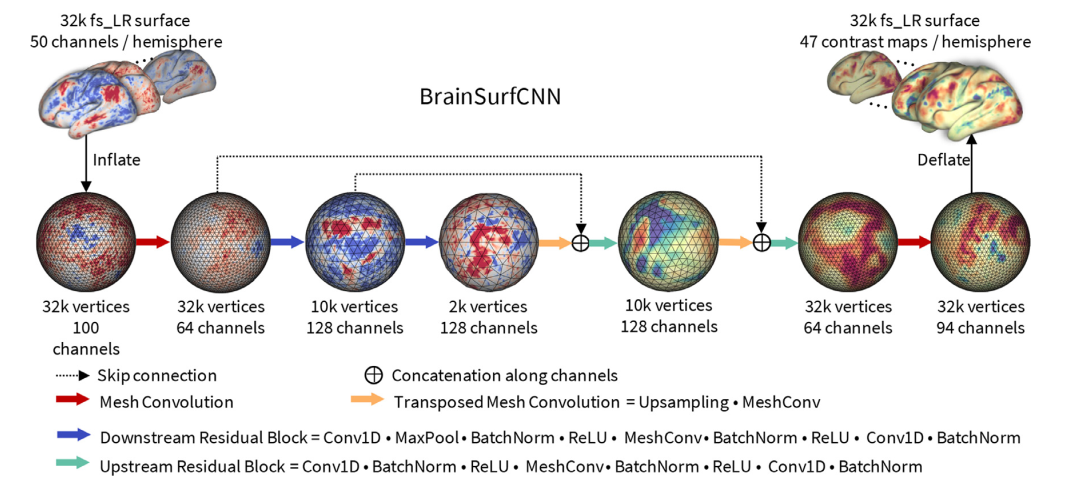 32k fs_LR surface
50 channels / hemisphere
32k fs_LR surface
47 contrast maps / hemisphere
BrainSurfCNN
Inflate
Deflate
32k vertices
100
channels
32k vertices
64 channels
10k vertices
128 channels
2k vertices
128 channels
10k vertices
128 channels
32k vertices
64 channels
32k vertices
94 channels
Skip connection
Concatenation along channels
Mesh Convolution
Transposed Mesh Convolution = Upsampling • MeshConv
Downstream Residual Block = Conv1D • MaxPool • BatchNorm • ReLU • MeshConv • BatchNorm • ReLU • Conv1D • BatchNorm
Upstream Residual Block = Conv1D • BatchNorm • ReLU • MeshConv • BatchNorm • ReLU • Conv1D • BatchNorm